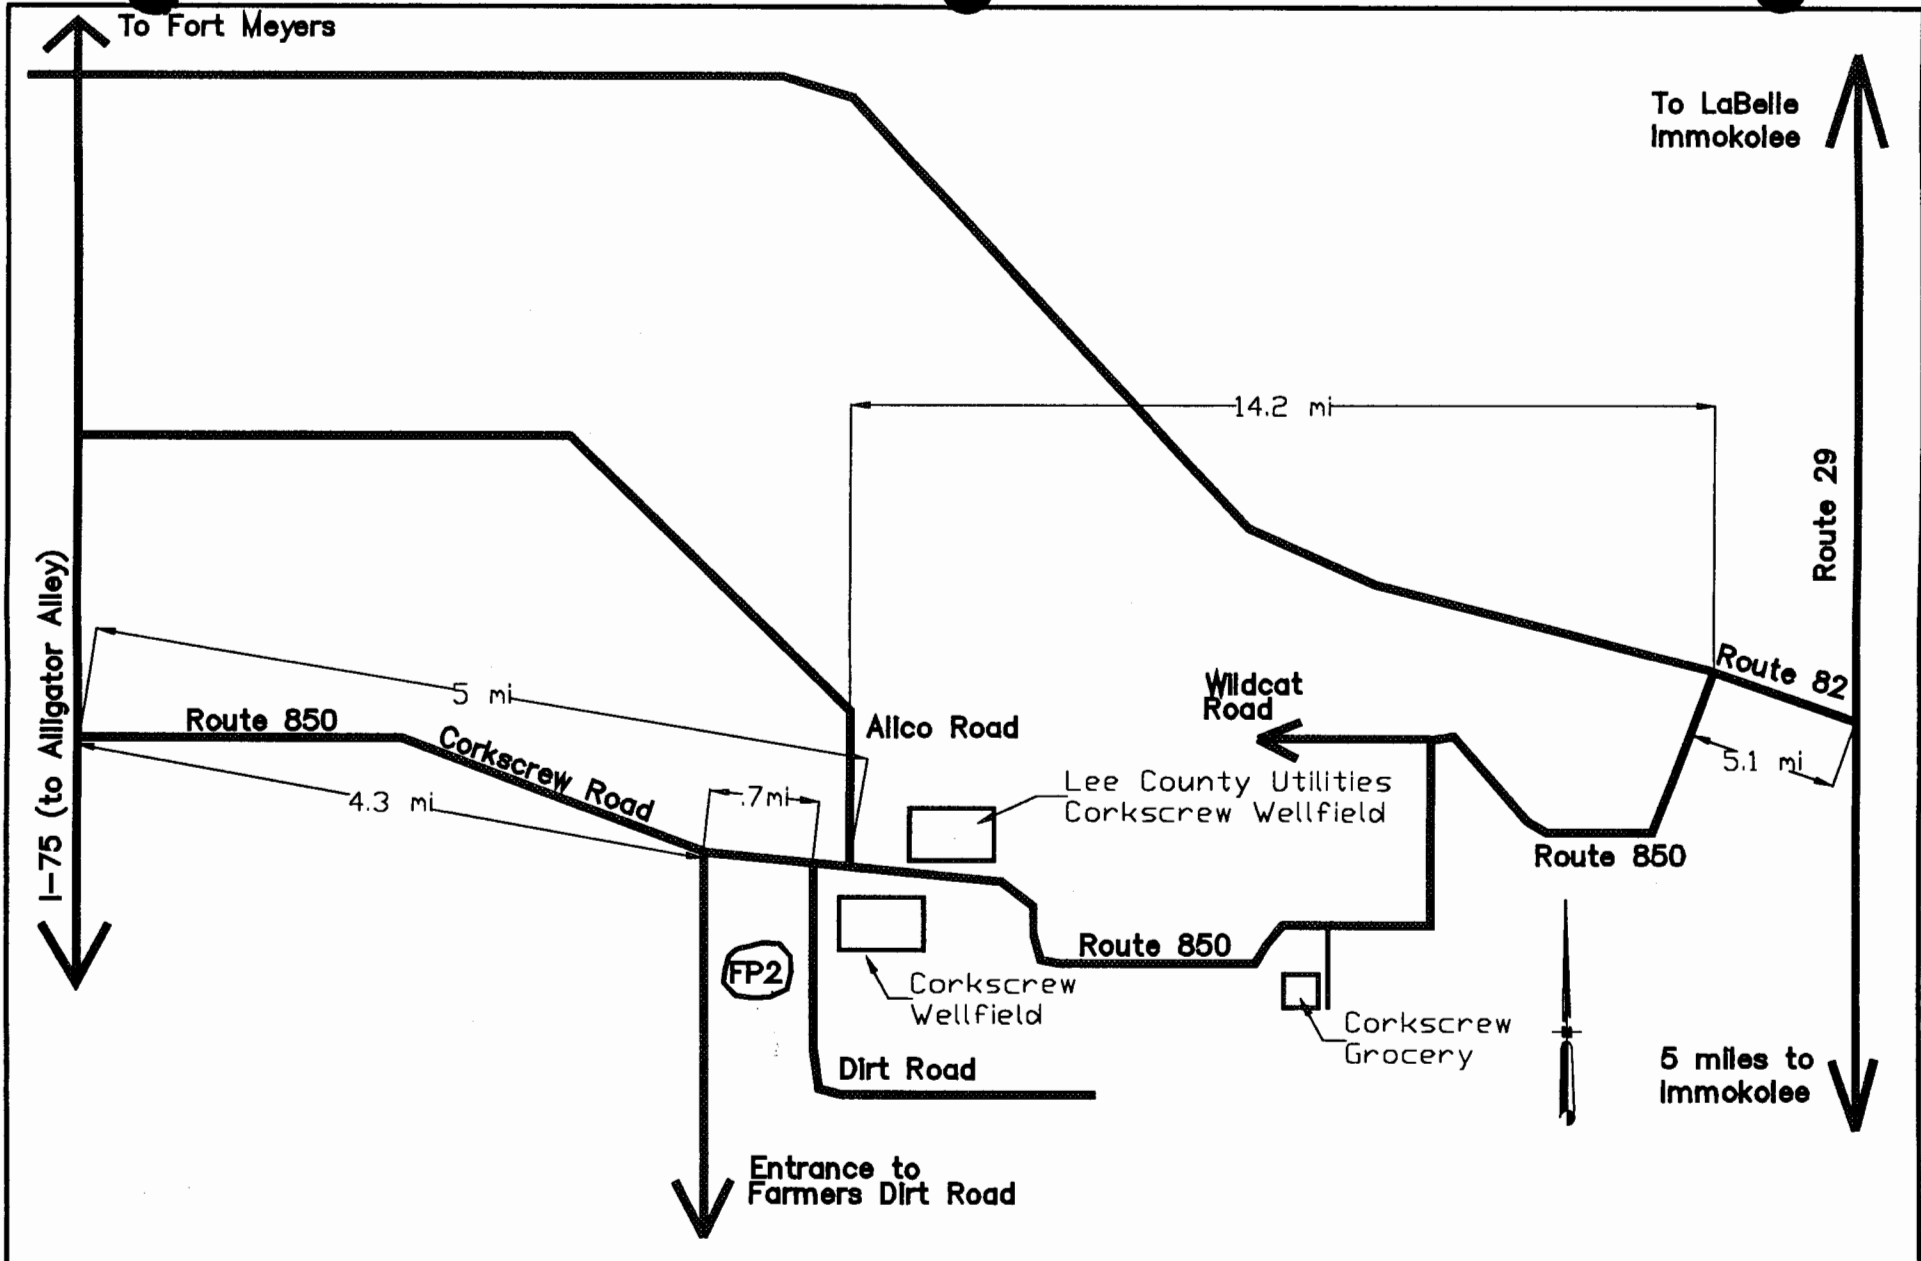 To Fort Meyers
To LaBelle
Immokolee
14.2 mi
Route 29
I-75 (to Alligator Alley)
5 mi
Route 850
Corkscrew Road
4.3 mi
.7mi
Alico Road
Wildcat
Road
Route 82
5.1 mi
Lee County Utilities
Corkscrew Wellfield
Route 850
Route 850
FP2
Corkscrew
Wellfield
Corkscrew
Grocery
Dirt Road
5 miles to
Immokolee
Entrance to
Farmers Dirt Road